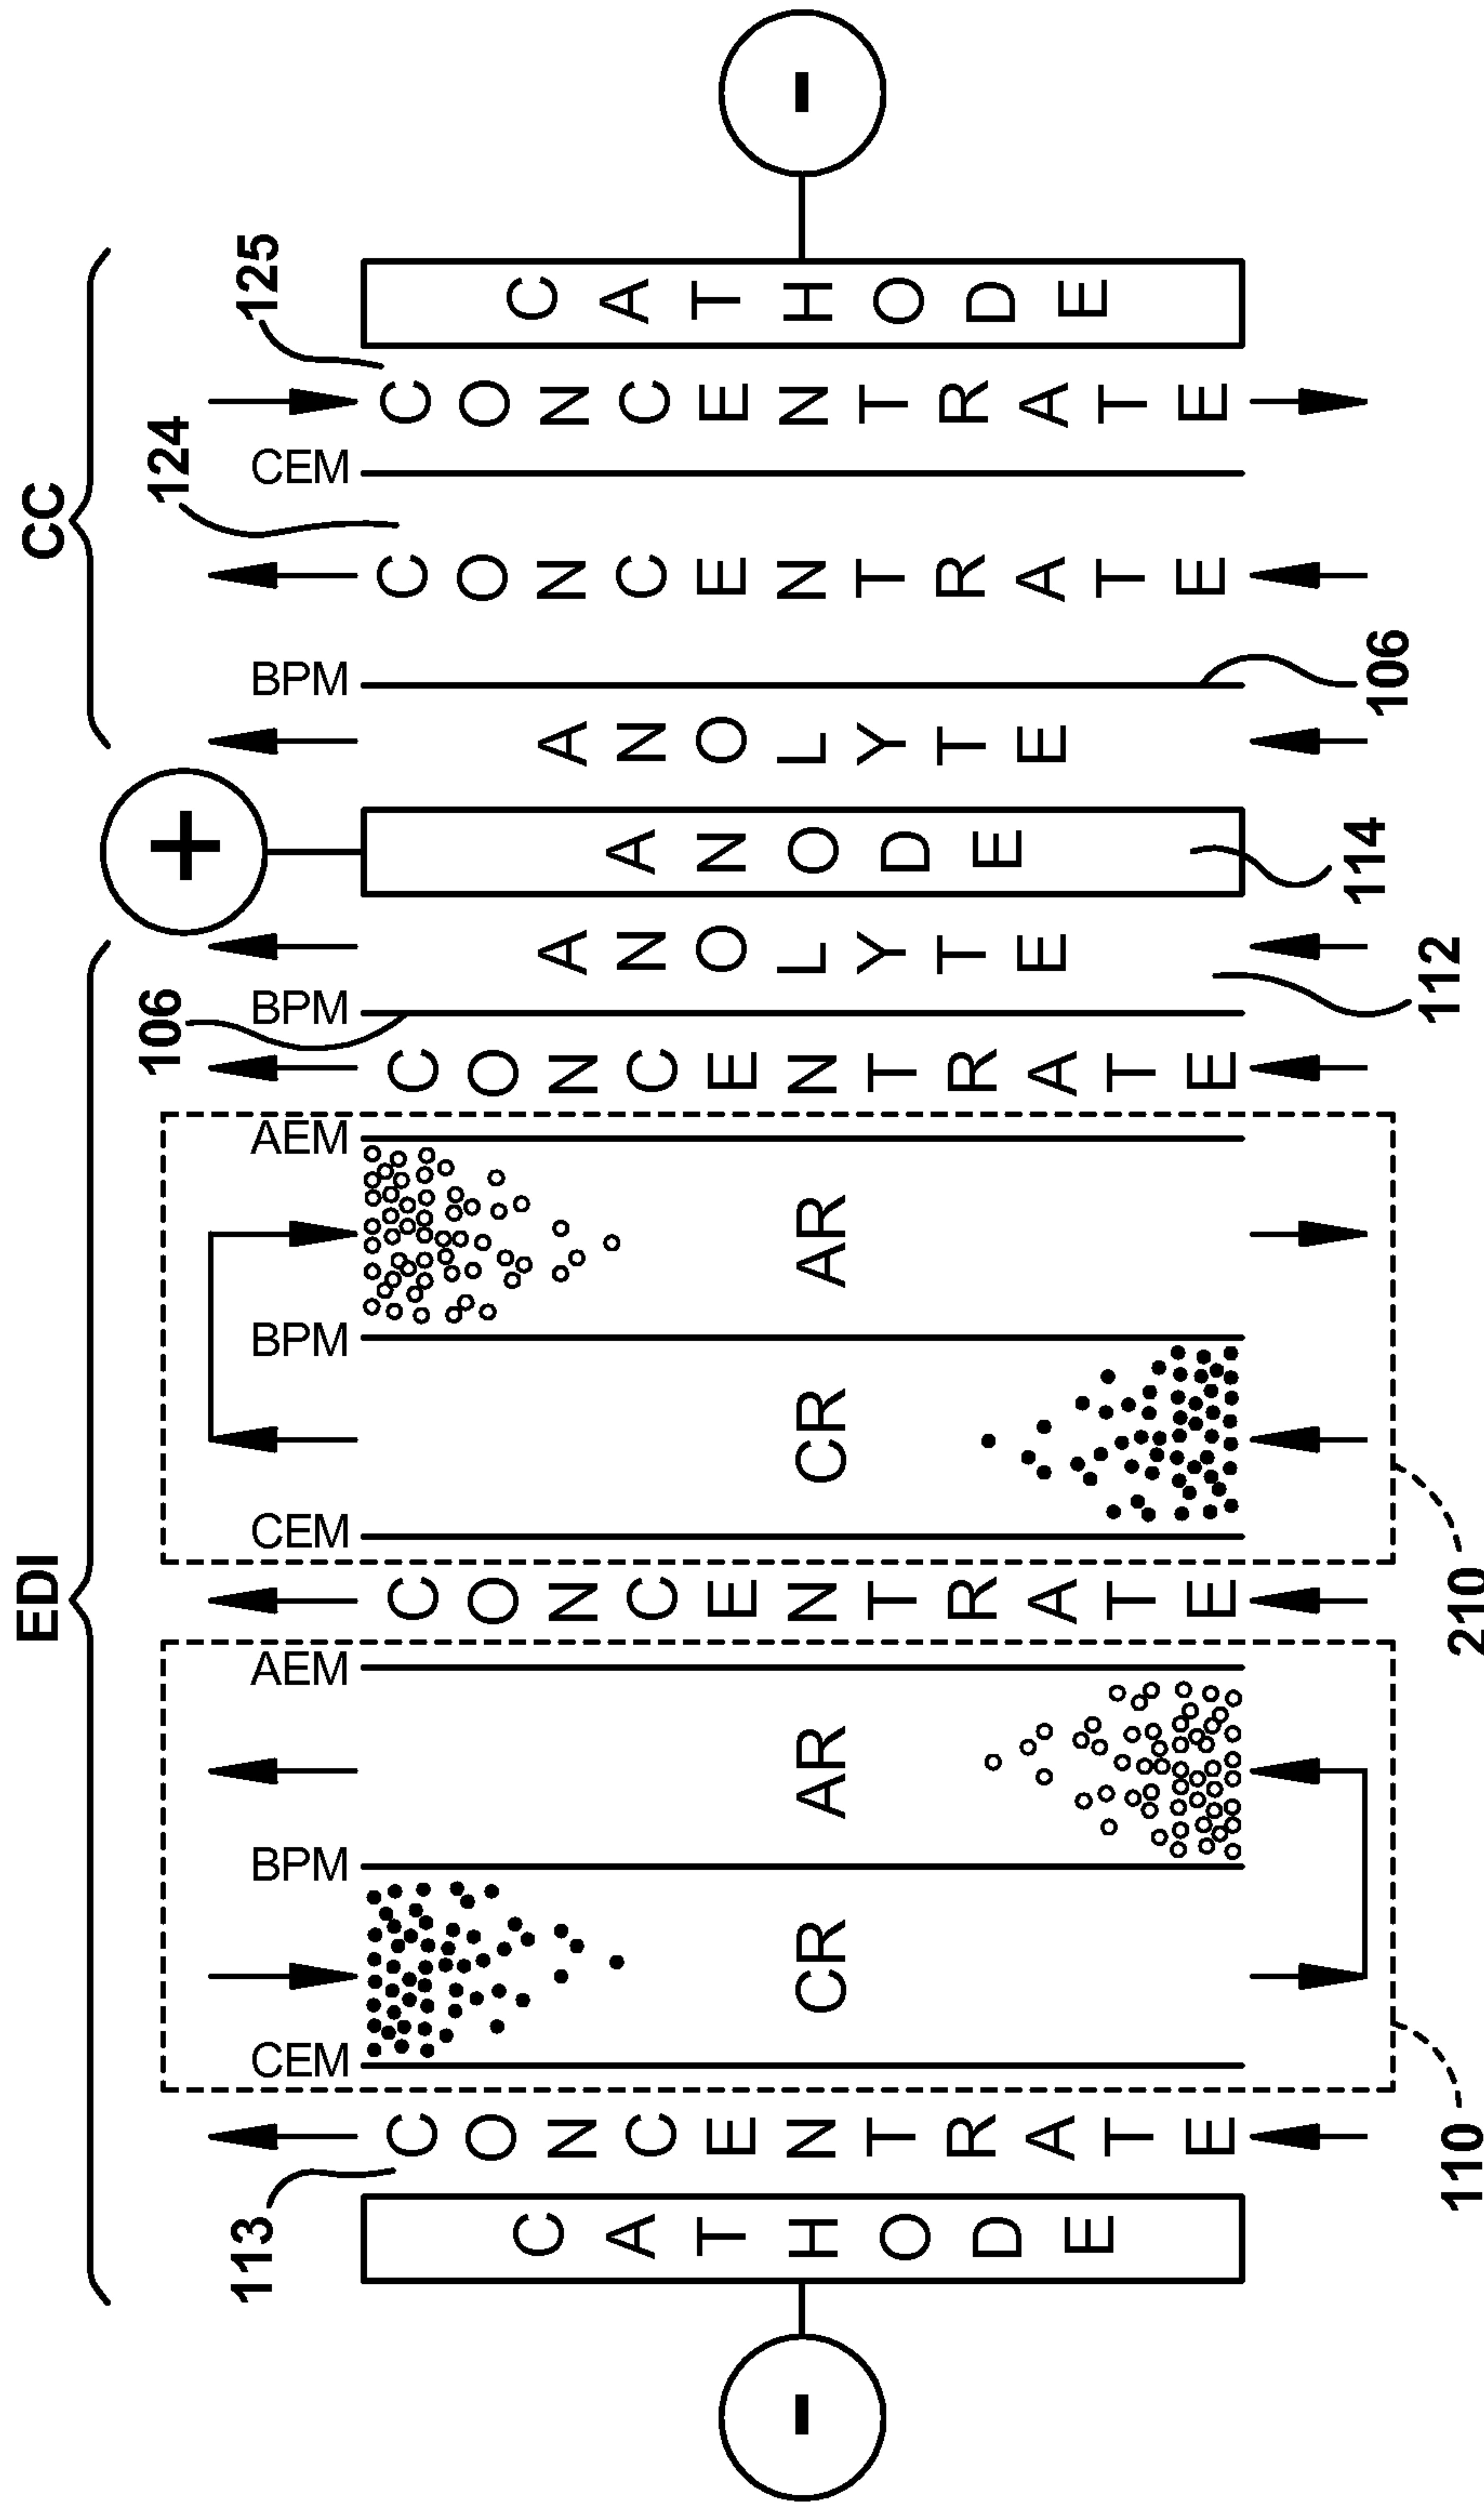 EDI
CC
106
124
+
113
125
CEM
BPM
AEM
CEM
BPM
AEM
BPM
BPM
CEM
-
CATHODE
CONCENTRATE
CR
AR
CONCENTRATE
CR
AR
CONCENTRATE
ANOLYTE
ANODE
ANOLYTE
CONCENTRATE
CONCENTRATE
CATHODE
-
110
210
112
114
106